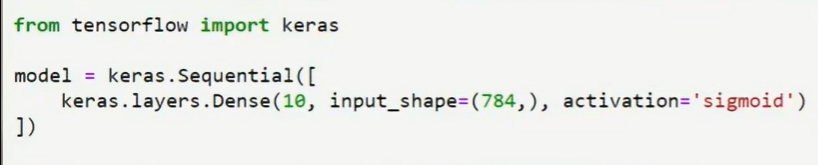 from tensorflow import keras
model = keras.Sequential([
    keras.layers.Dense(10, input_shape=(784,), activation='sigmoid')
])